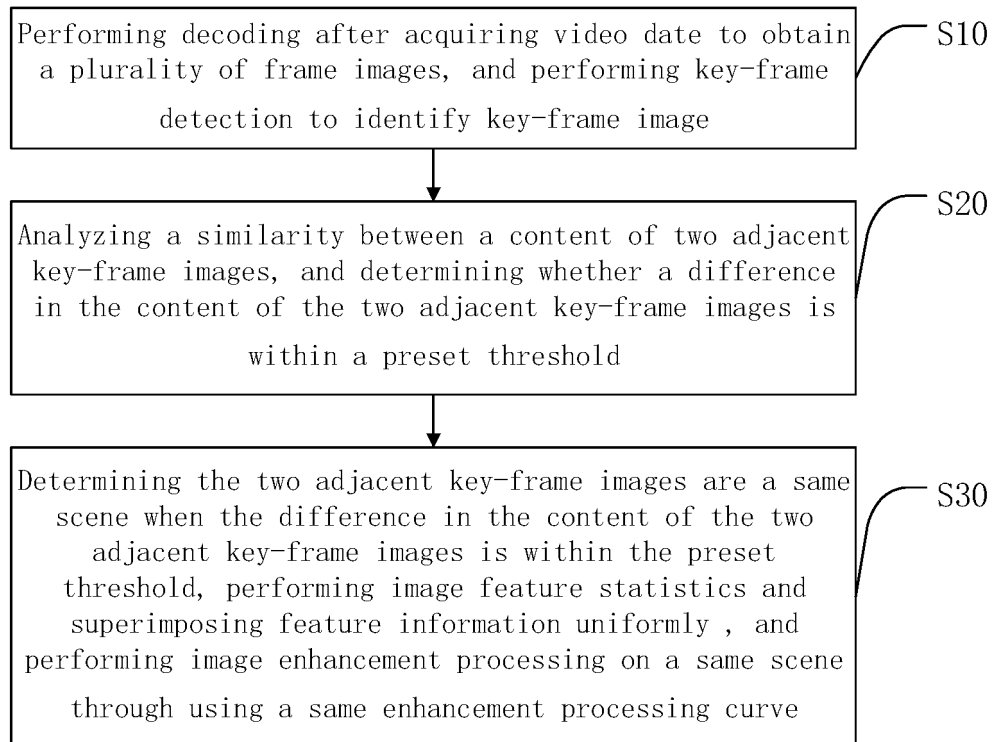 Performing decoding after acquiring video date to obtain
a plurality of frame images, and performing key-frame
detection to identify key-frame image
S10
Analyzing a similarity between a content of two adjacent
key-frame images, and determining whether a difference
in the content of the two adjacent key-frame images is
within a preset threshold
S20
Determining the two adjacent key-frame images are a same
scene when the difference in the content of the two
adjacent key-frame images is within the preset
threshold, performing image feature statistics and
superimposing feature information uniformly , and
performing image enhancement processing on a same scene
through using a same enhancement processing curve
S30